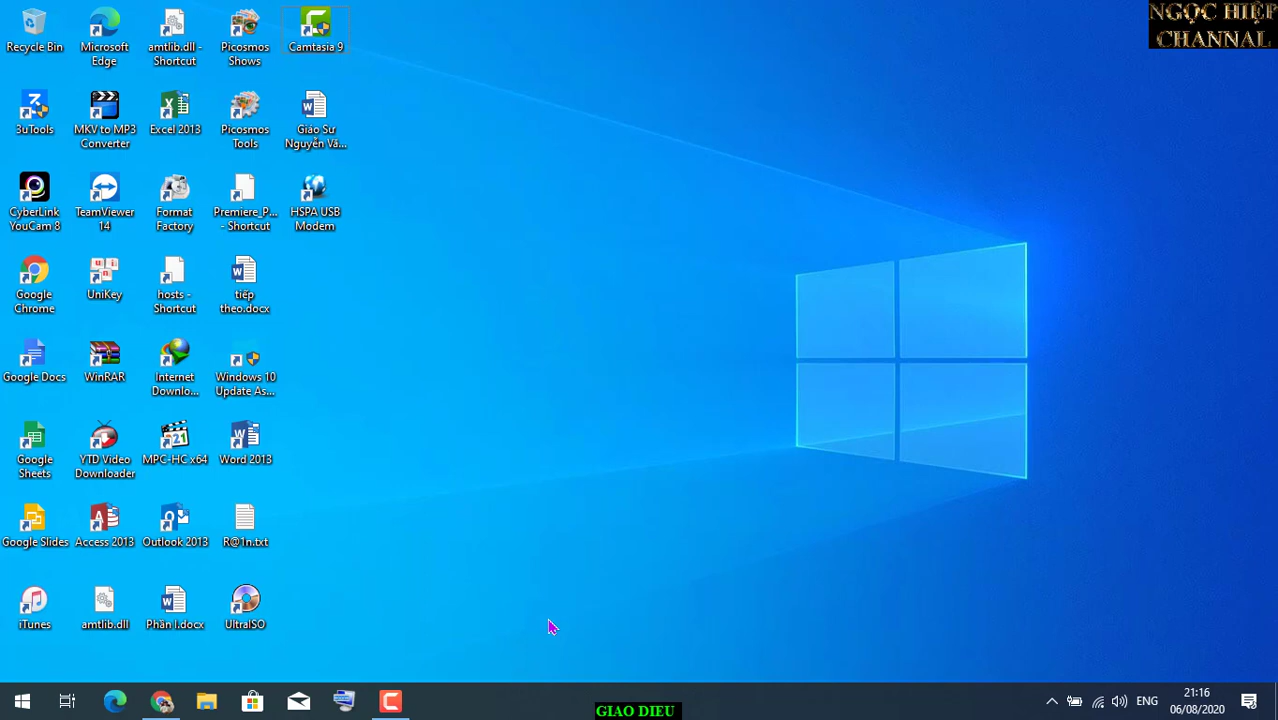 NGỌC HIỆP
CHANNAL
Recycle Bin
Microsoft
Edge
amtlib.dll -
Shortcut
Picosmos
Shows
Camtasia 9
3uTools
MKV to MP3
Converter
Excel 2013
Picosmos
Tools
Giáo Sư
Nguyễn Vă...
CyberLink
YouCam 8
TeamViewer
14
Format
Factory
Premiere_P...
- Shortcut
HSPA USB
Modem
Google
Chrome
UniKey
hosts -
Shortcut
tiếp
theo.docx
Google Docs
WinRAR
Internet
Downlo...
Windows 10
Update As...
Google
Sheets
YTD Video
Downloader
MPC-HC x64
Word 2013
Google Slides
Access 2013
Outlook 2013
R@1n.txt
iTunes
amtlib.dll
Phần I.docx
UltraISO
ENG
21:16
06/08/2020
GIAO DIEU